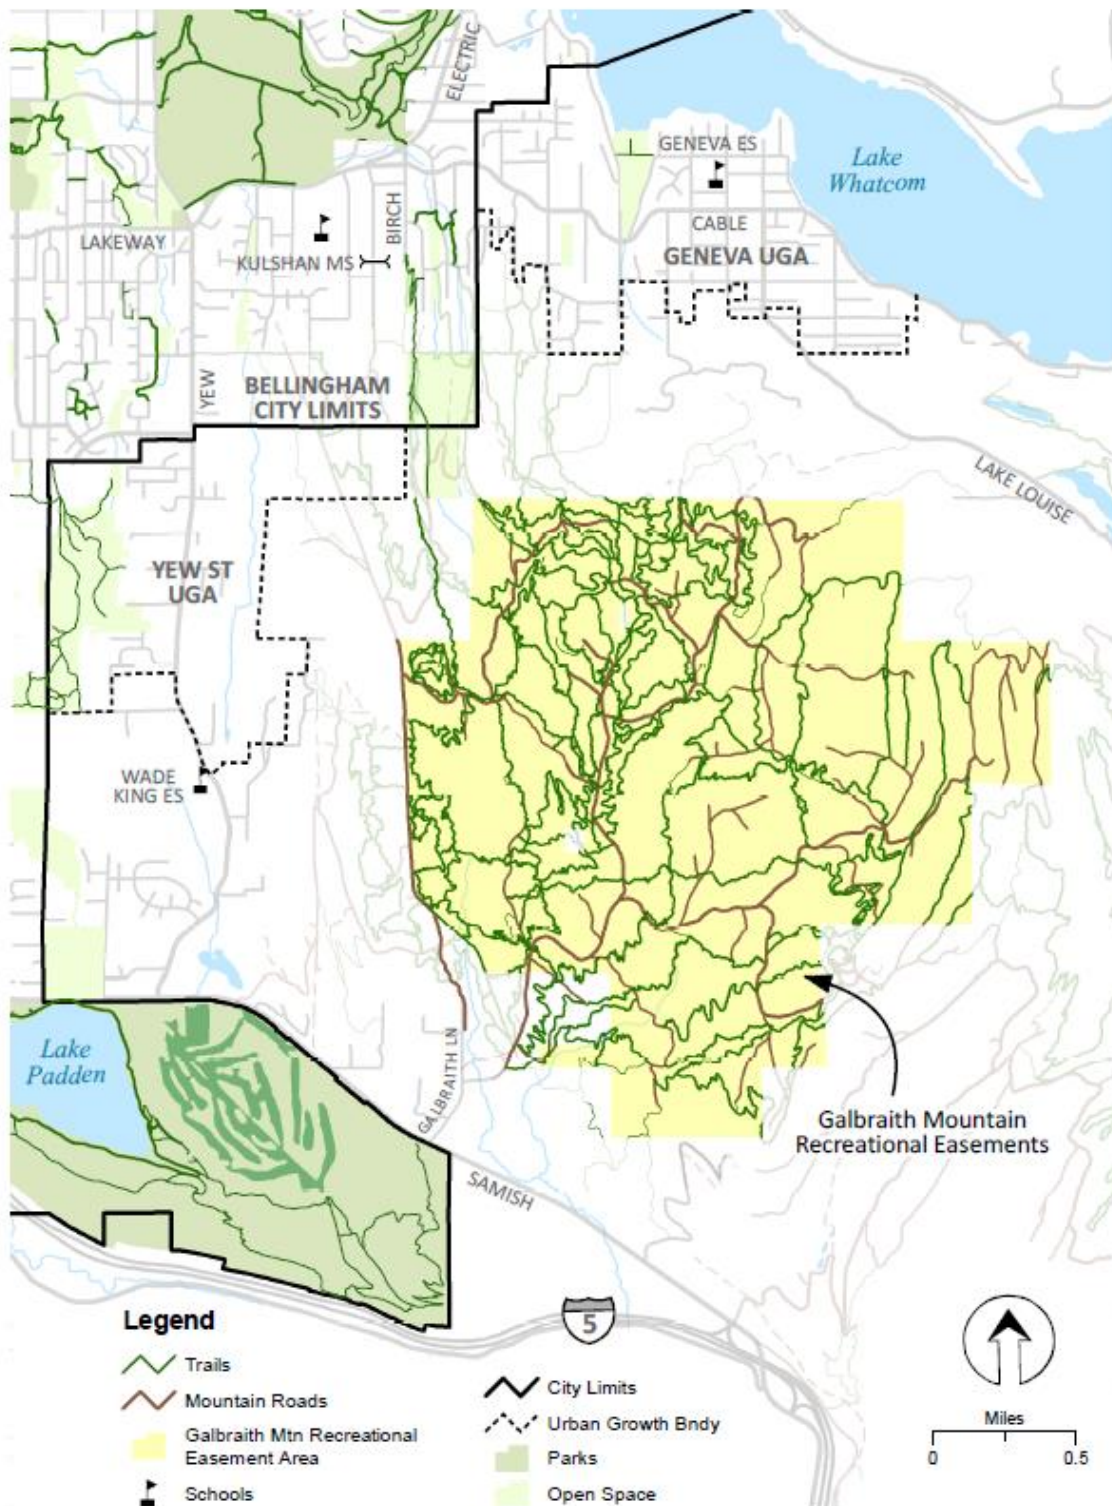 ELECTRIC
GENEVA ES
Lake
Whatcom
BIRCH
CABLE
LAKEWAY
KULSHAN MS
GENEVA UGA
YEW
BELLINGHAM
CITY LIMITS
LAKE LOUISE
YEW ST
UGA
WADE
KING ES
Lake
Padden
GALBRAITH LN
Galbraith Mountain
Recreational Easements
SAMISH
5
Legend
Trails
Mountain Roads
Galbraith Mtn Recreational
Easement Area
Schools
City Limits
Urban Growth Bndy
Parks
Open Space
Miles
0
0.5